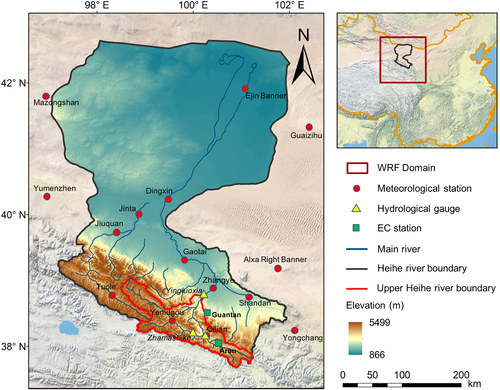 98° E
100° E
102° E
N
42° N
Mazongshan
Ejin Banner
Guaizihu
Yumenzhen
Dingxin
40° N
Jinta
Jiuquan
Gaotai
Alxa Right Banner
Zhangye
Yingluoxia
Tuole
Shandan
Guantan
Yeniugou
Qilian
Zhamashike
Yongchang
38° N
Arou
WRF Domain
Meteorological station
Hydrological gauge
EC station
Main river
Heihe river boundary
Upper Heihe river boundary
Elevation (m)
5499
866
0 50 100 200
km